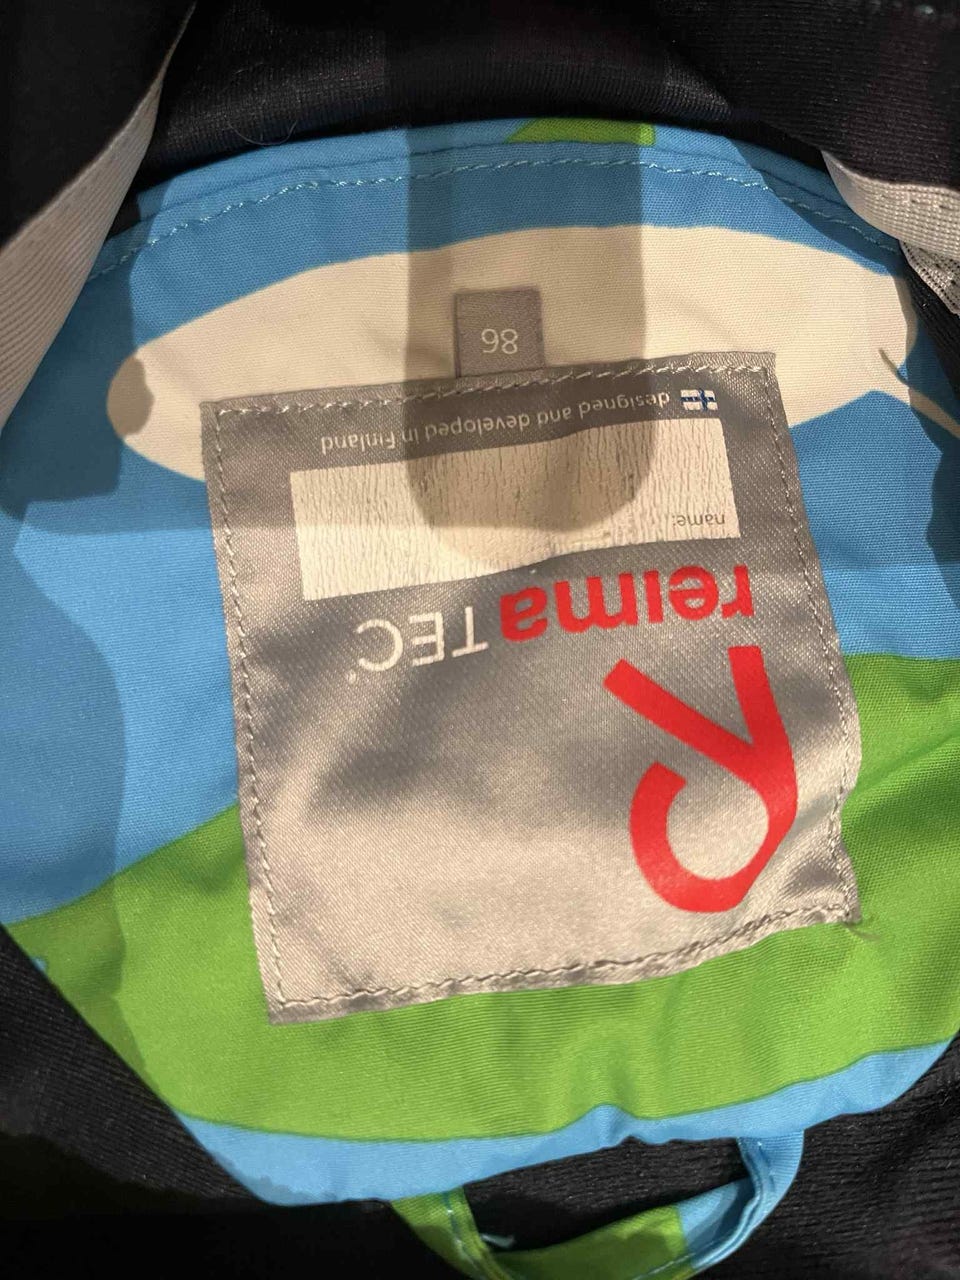 reima TEC
name:
designed and developed in Finland
86